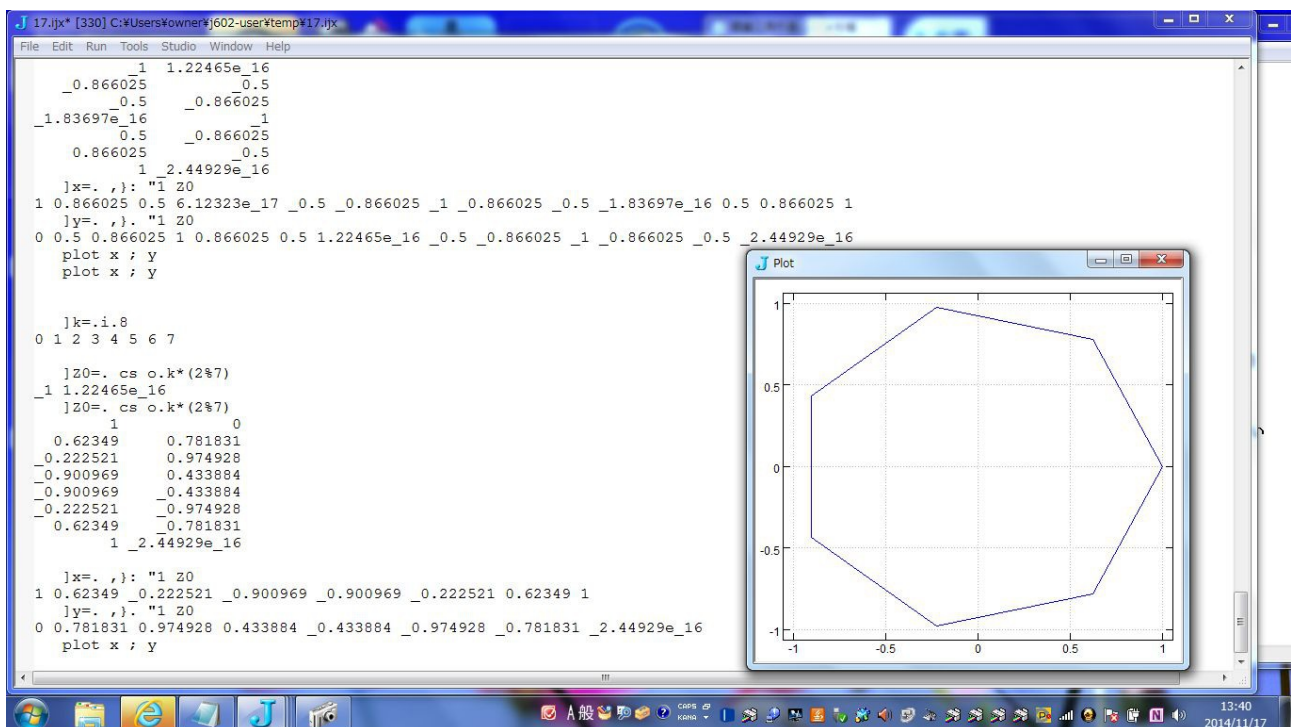 17.ijx* [330] C:¥Users¥owner¥j602-user¥temp¥17.ijx
File Edit Run Tools Studio Window Help
_1 1.22465e_16
_0.866025 _0.5
_0.5 _0.866025
_1.83697e_16 _1
0.5 _0.866025
0.866025 _0.5
1 _2.44929e_16
]x=. ,}: "1 Z0
1 0.866025 0.5 6.12323e_17 _0.5 _0.866025 _1 _0.866025 _0.5 _1.83697e_16 0.5 0.866025 1
]y=. ,}. "1 Z0
0 0.5 0.866025 1 0.866025 0.5 1.22465e_16 _0.5 _0.866025 _1 _0.866025 _0.5 _2.44929e_16
plot x ; y
plot x ; y
]k=.i.8
0 1 2 3 4 5 6 7
]Z0=. cs o.k*(2%7)
_1 1.22465e_16
]Z0=. cs o.k*(2%7)
1 0
0.62349 0.781831
_0.222521 0.974928
_0.900969 0.433884
_0.900969 _0.433884
_0.222521 _0.974928
0.62349 _0.781831
1 _2.44929e_16
]x=. ,}: "1 Z0
1 0.62349 _0.222521 _0.900969 _0.900969 _0.222521 0.62349 1
]y=. ,}. "1 Z0
0 0.781831 0.974928 0.433884 _0.433884 _0.974928 _0.781831 _2.44929e_16
plot x ; y
Plot
1
0.5
0
-0.5
-1
-1 -0.5 0 0.5 1
A 般 CAPS KANA
13:40
2014/11/17